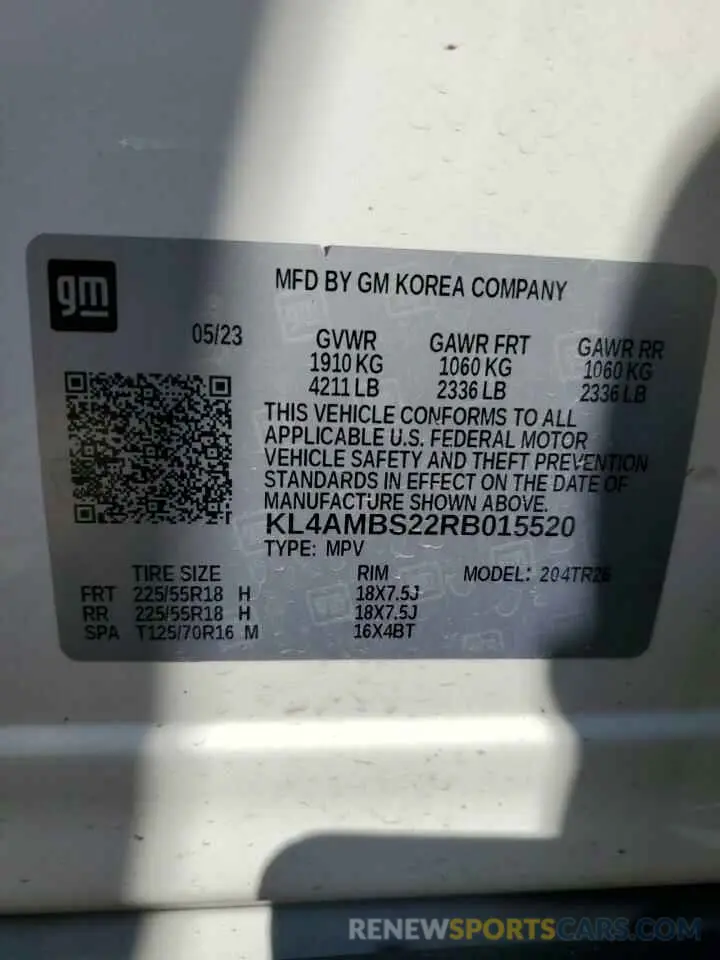 gm
MFD BY GM KOREA COMPANY
05/23
GVWR GAWR FRT GAWR RR
1910 KG 1060 KG 1060 KG
4211 LB 2336 LB 2336 LB
THIS VEHICLE CONFORMS TO ALL
APPLICABLE U.S. FEDERAL MOTOR
VEHICLE SAFETY AND THEFT PREVENTION
STANDARDS IN EFFECT ON THE DATE OF
MANUFACTURE SHOWN ABOVE.
KL4AMBS22RB015520
TYPE: MPV
TIRE SIZE RIM MODEL: 204TR26
FRT 225/55R18 H 18X7.5J
RR 225/55R18 H 18X7.5J
SPA T125/70R16 M 16X4BT
RENEWSPORTSCARS.COM